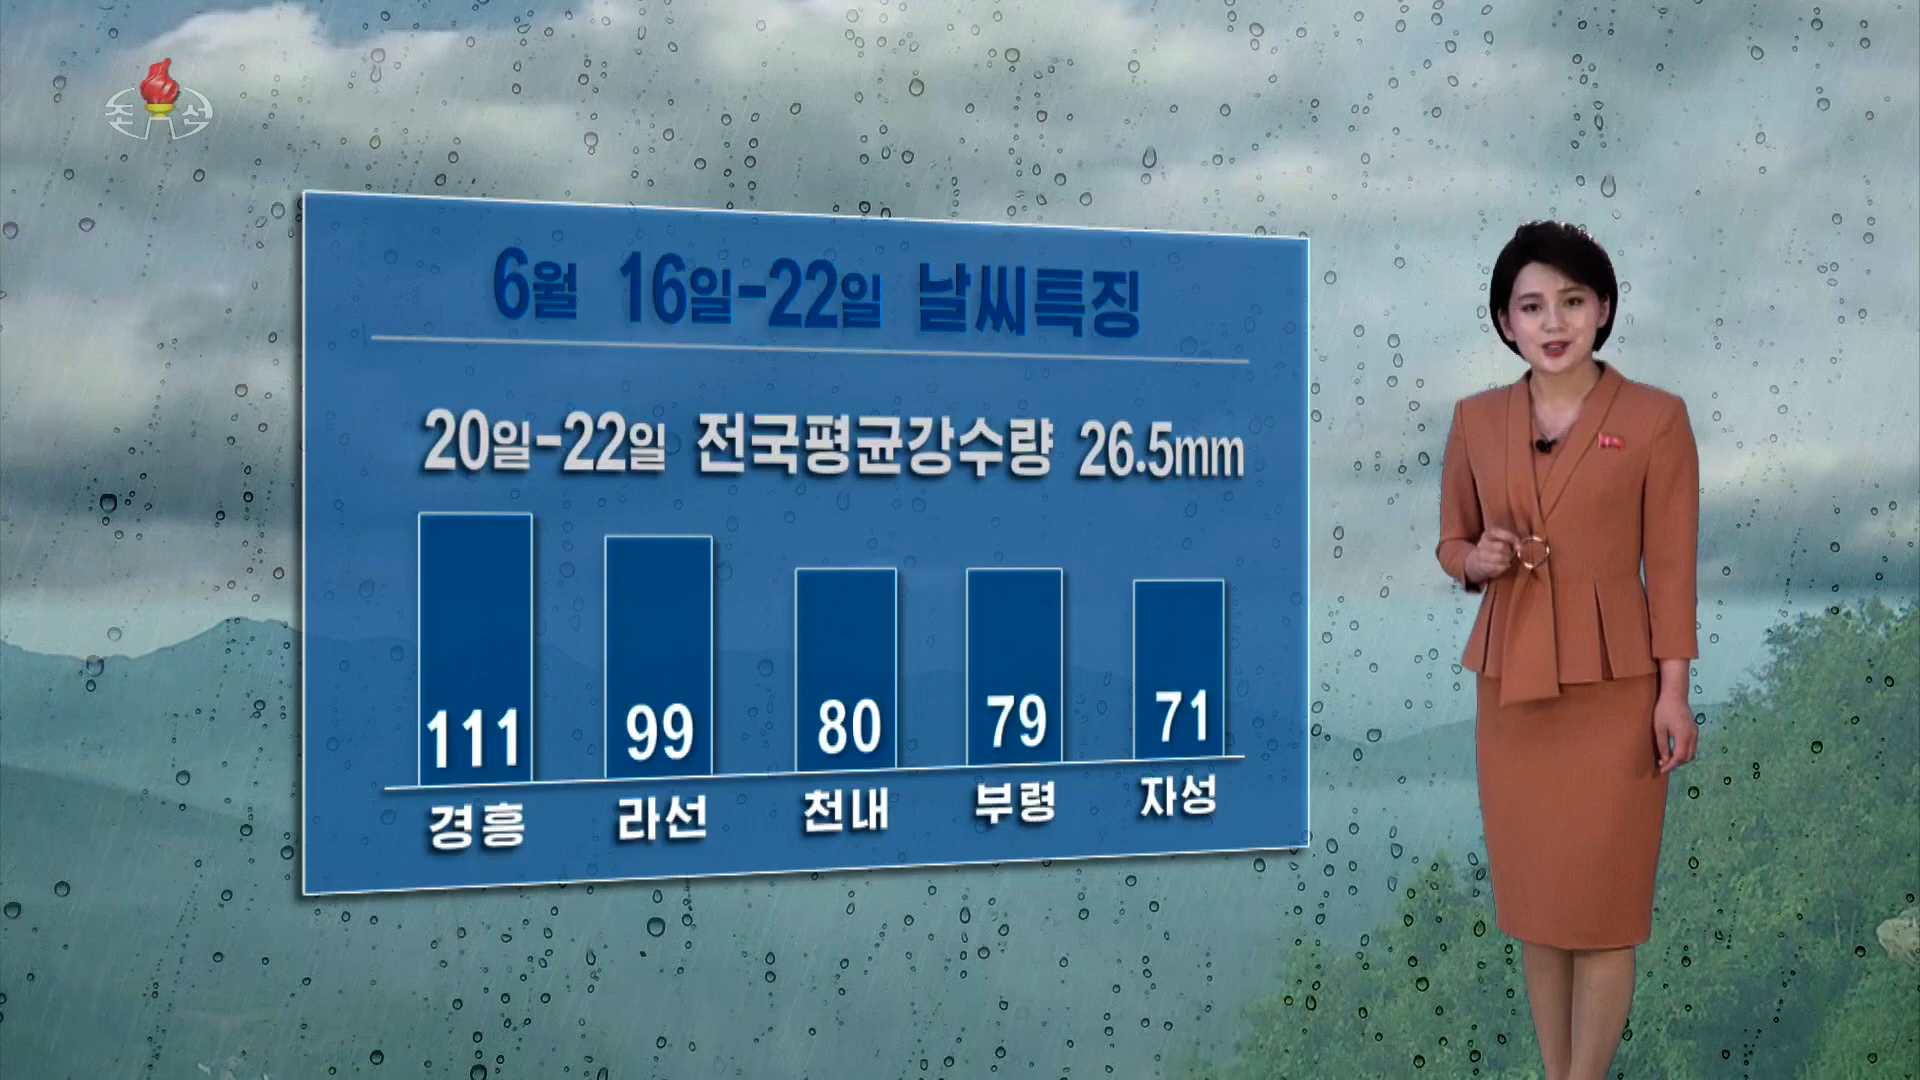 조선
6월 16일-22일 날씨특징
20일-22일 전국평균강수량 26.5mm
111 99 80 79 71
경흥 라선 천내 부령 자성